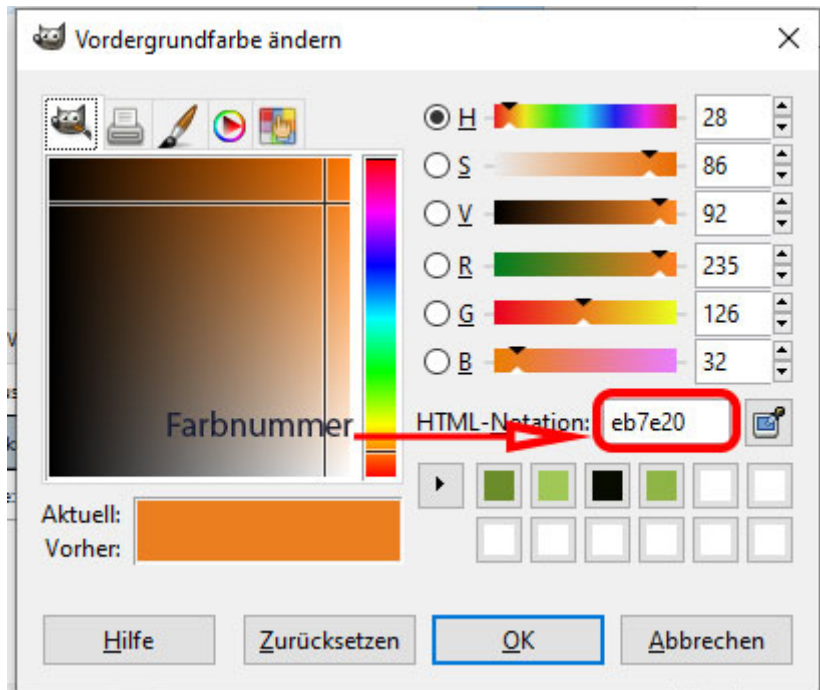 Vordergrundfarbe ändern
H 28
S 86
V 92
R 235
G 126
B 32
Farbnummer
HTML-Notation: eb7e20
Aktuell:
Vorher:
Hilfe Zurücksetzen OK Abbrechen